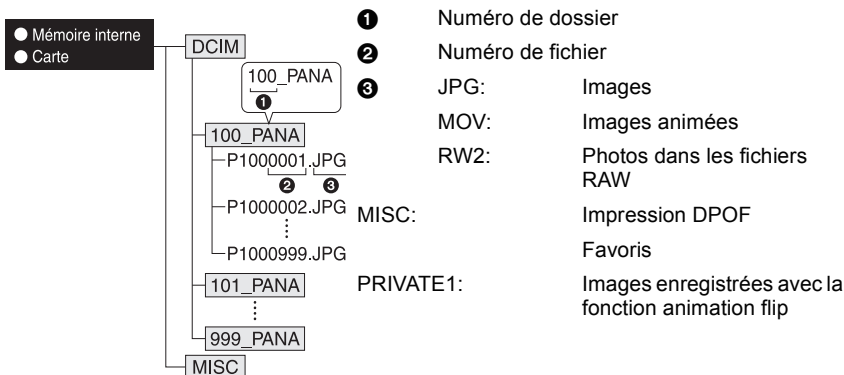 ● Mémoire interne
● Carte
DCIM
100_PANA
❶
100_PANA
P1000001.JPG
❷ ❸
P1000002.JPG
P1000999.JPG
101_PANA
999_PANA
MISC
❶ Numéro de dossier
❷ Numéro de fichier
❸ JPG: Images
MOV: Images animées
RW2: Photos dans les fichiers
RAW
MISC: Impression DPOF
Favoris
PRIVATE1: Images enregistrées avec la
fonction animation flip